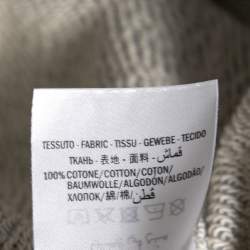 TESSUTO - FABRIC - TISSU - GEWEBE - TECIDO
ТКАНЬ - 表地 - 面料 - قماش
100% COTONE/COTTON/COTON/
BAUMWOLLE/ALGODÓN/ALGODÃO/
ХЛОПОК/綿/棉/قطن